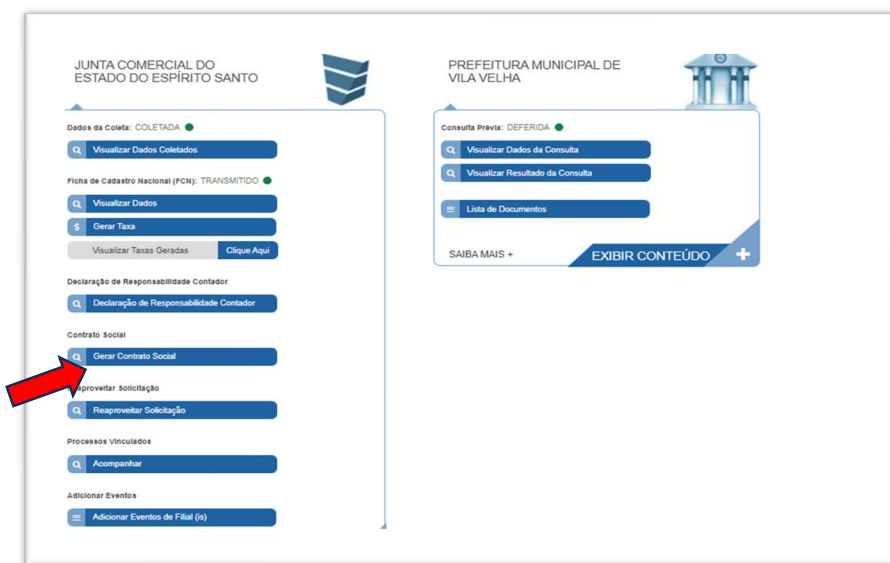 JUNTA COMERCIAL DO
ESTADO DO ESPÍRITO SANTO
Dados da Coleta: COLETADA
Visualizar Dados Coletados
Ficha de Cadastro Nacional (FCN): TRANSMITIDO
Visualizar Dados
$ Gerar Taxa
Visualizar Taxas Geradas Clique Aqui
Declaração de Responsabilidade Contador
Declaração de Responsabilidade Contador
Contrato Social
Gerar Contrato Social
aproveitar Solicitação
Reaproveitar Solicitação
Processos Vinculados
Acompanhar
Adicionar Eventos
Adicionar Eventos de Filial (is)
PREFEITURA MUNICIPAL DE
VILA VELHA
Consulta Prévia: DEFERIDA
Visualizar Dados da Consulta
Visualizar Resultado da Consulta
Lista de Documentos
SAIBA MAIS + EXIBIR CONTEÚDO +